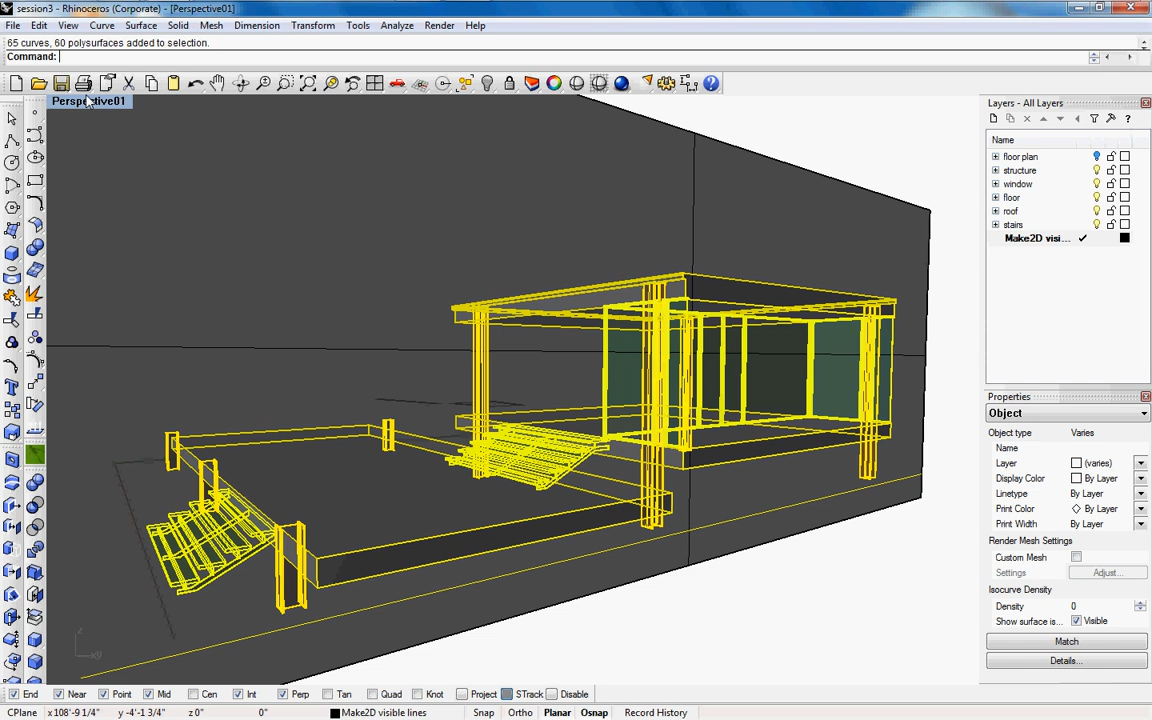 session3 - Rhinoceros (Corporate) - [Perspective01]
File Edit View Curve Surface Solid Mesh Dimension Transform Tools Analyze Render Help
65 curves, 60 polysurfaces added to selection.
Command:
Perspective01
Layers - All Layers
Name
floor plan
structure
window
floor
roof
stairs
Make2D visi...
Properties
Object
Object type Varies
Name
Layer (varies)
Display Color By Layer
Linetype By Layer
Print Color By Layer
Print Width By Layer
Render Mesh Settings
Custom Mesh
Settings Adjust...
Isocurve Density
Density 0
Show surface is... Visible
Match
Details...
z
xy
End Near Point Mid Cen Int Perp Tan Quad Knot Project STrack Disable
CPlane x 108'-9 1/4" y -4'-1 3/4" z 0" 0" Make2D visible lines Snap Ortho Planar Osnap Record History